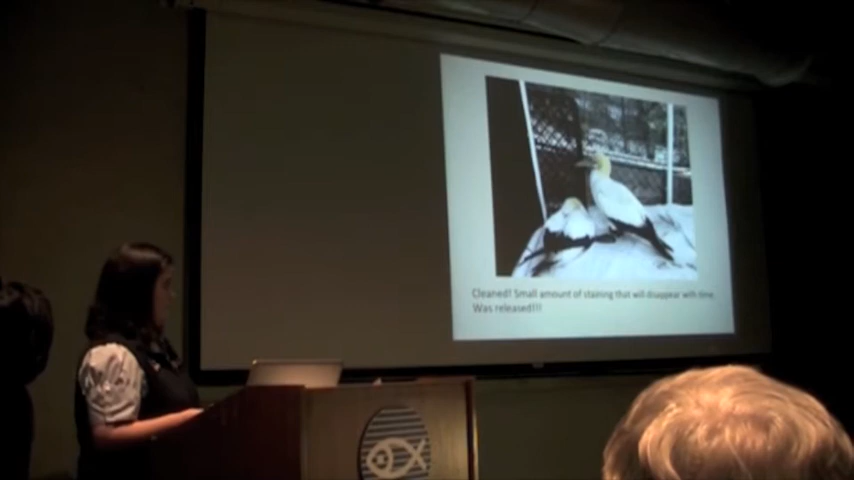 Cleaned! Small amount of staining that will disappear with time.
Was released!!!